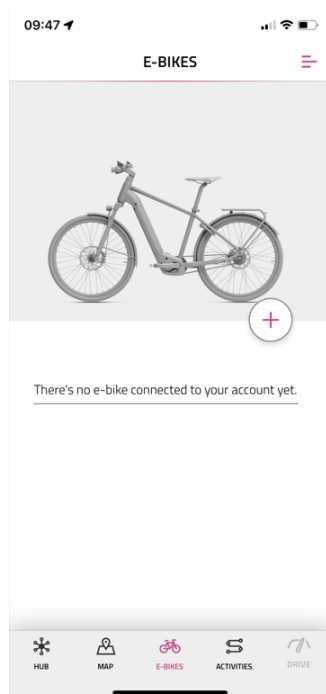 09:47
E-BIKES
There's no e-bike connected to your account yet.
HUB
MAP
E-BIKES
ACTIVITIES
DRIVE